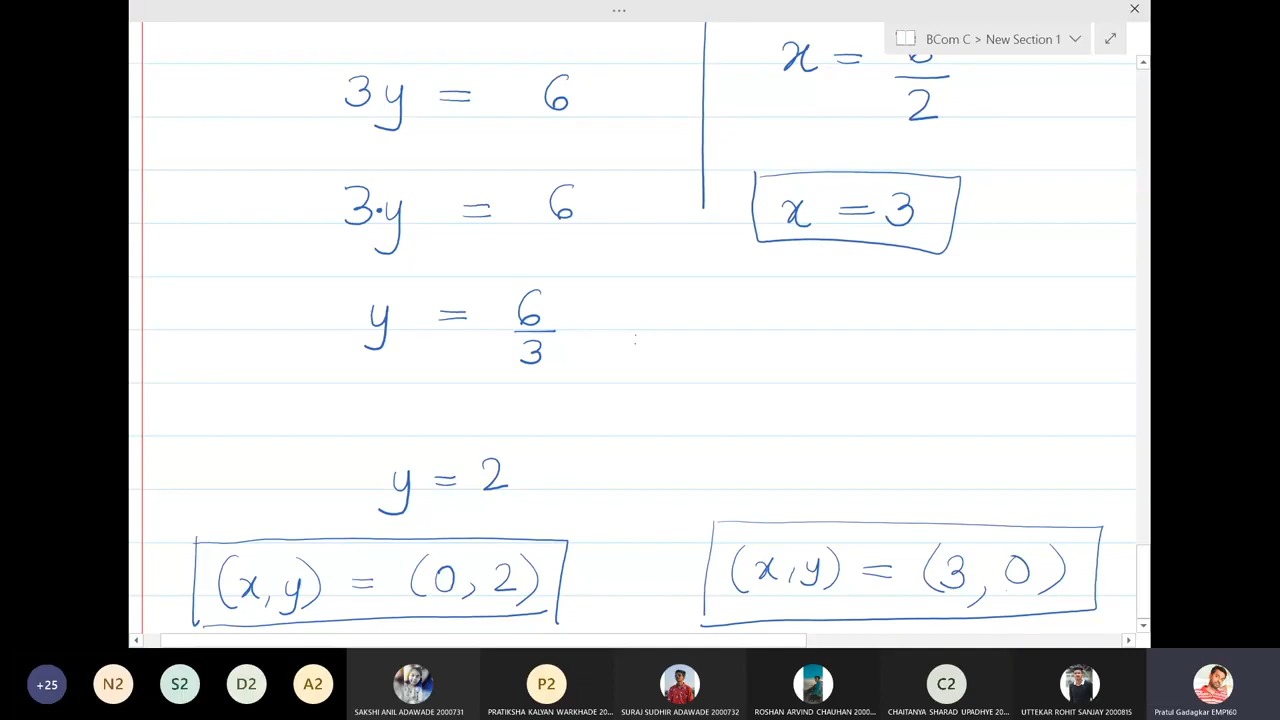 BCom C > New Section 1
3y = 6
3·y = 6
y = 6/3
y = 2
(x,y) = (0, 2)
x = 6/2
x = 3
(x,y) = (3, 0)
+25
N2
S2
D2
A2
SAKSHI ANIL ADAWADE 2000731
P2
PRATIKSHA KALYAN WARKHADE 20...
SURAJ SUDHIR ADAWADE 2000732
ROSHAN ARVIND CHAUHAN 2000...
C2
CHAITANYA SHARAD UPADHYE 20...
UTTEKAR ROHIT SANJAY 2000815
Pratul Gadagkar EMP160